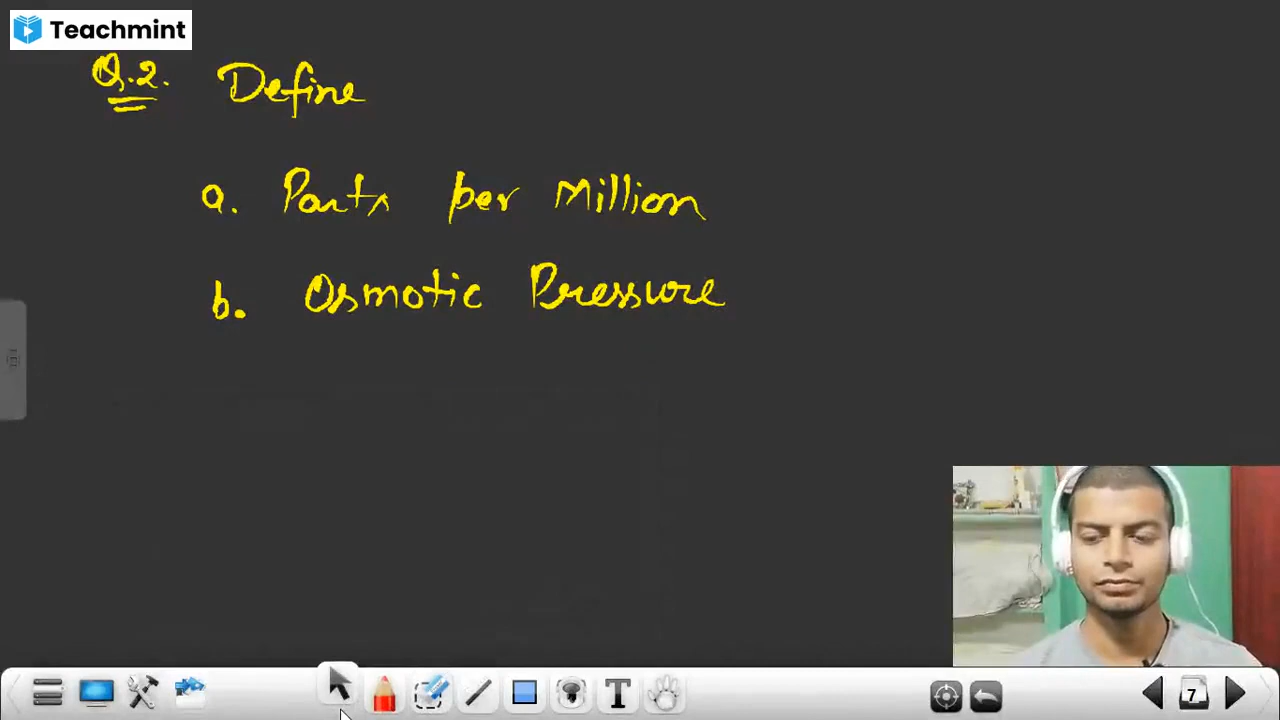 Teachmint
Q.2. Define
a. Parts per Million
b. Osmotic Pressure
T
7